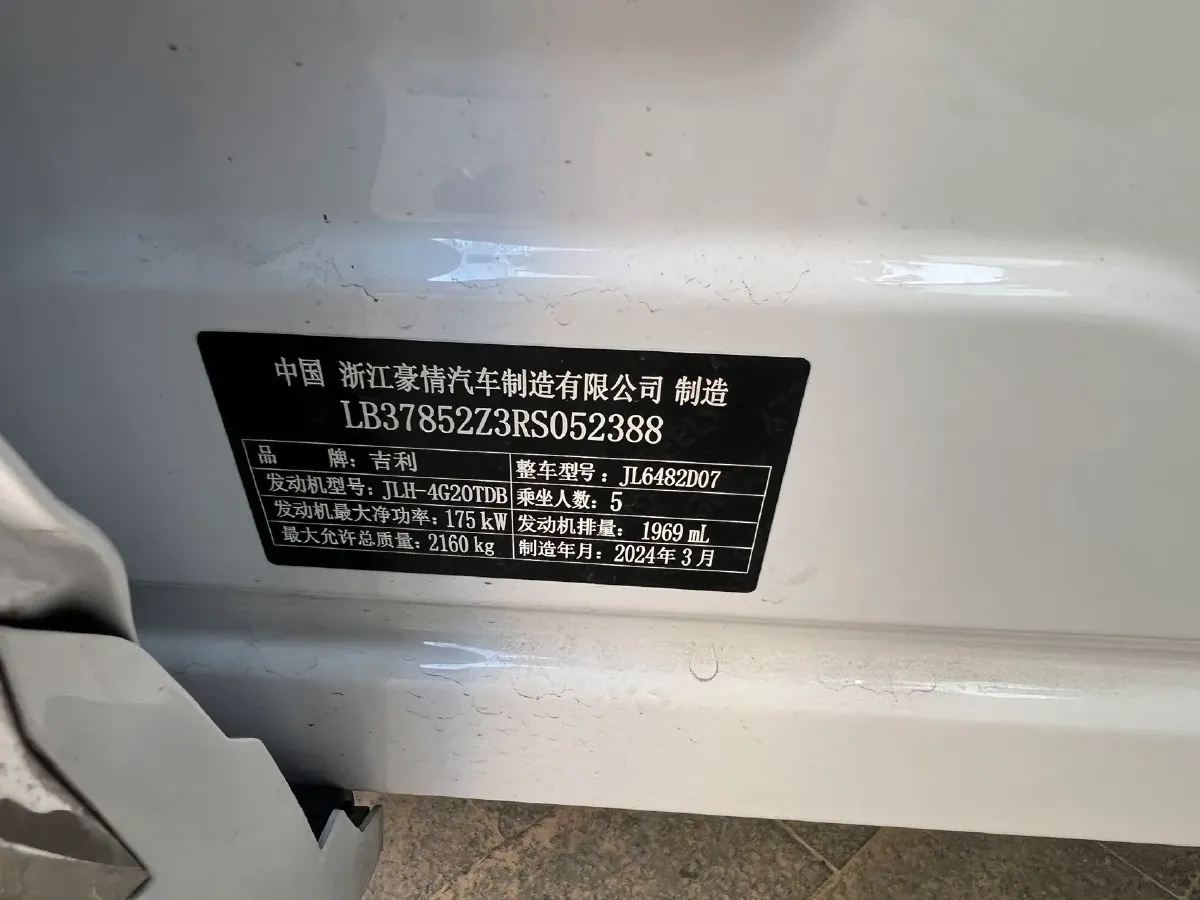 中国 浙江豪情汽车制造有限公司 制造
LB37852Z3RS052388
品 牌：吉利 整车型号：JL6482D07
发动机型号：JLH-4G20TDB 乘坐人数：5
发动机最大净功率：175 kW 发动机排量：1969 mL
最大允许总质量：2160 kg 制造年月：2024年3月